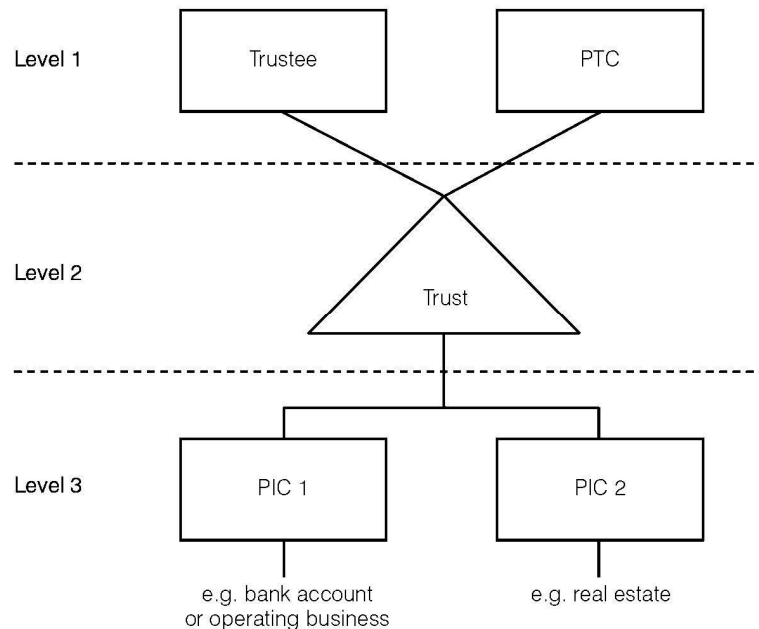 Level 1
Trustee
PTC
Level 2
Trust
Level 3
PIC 1
PIC 2
e.g. bank account
or operating business
e.g. real estate